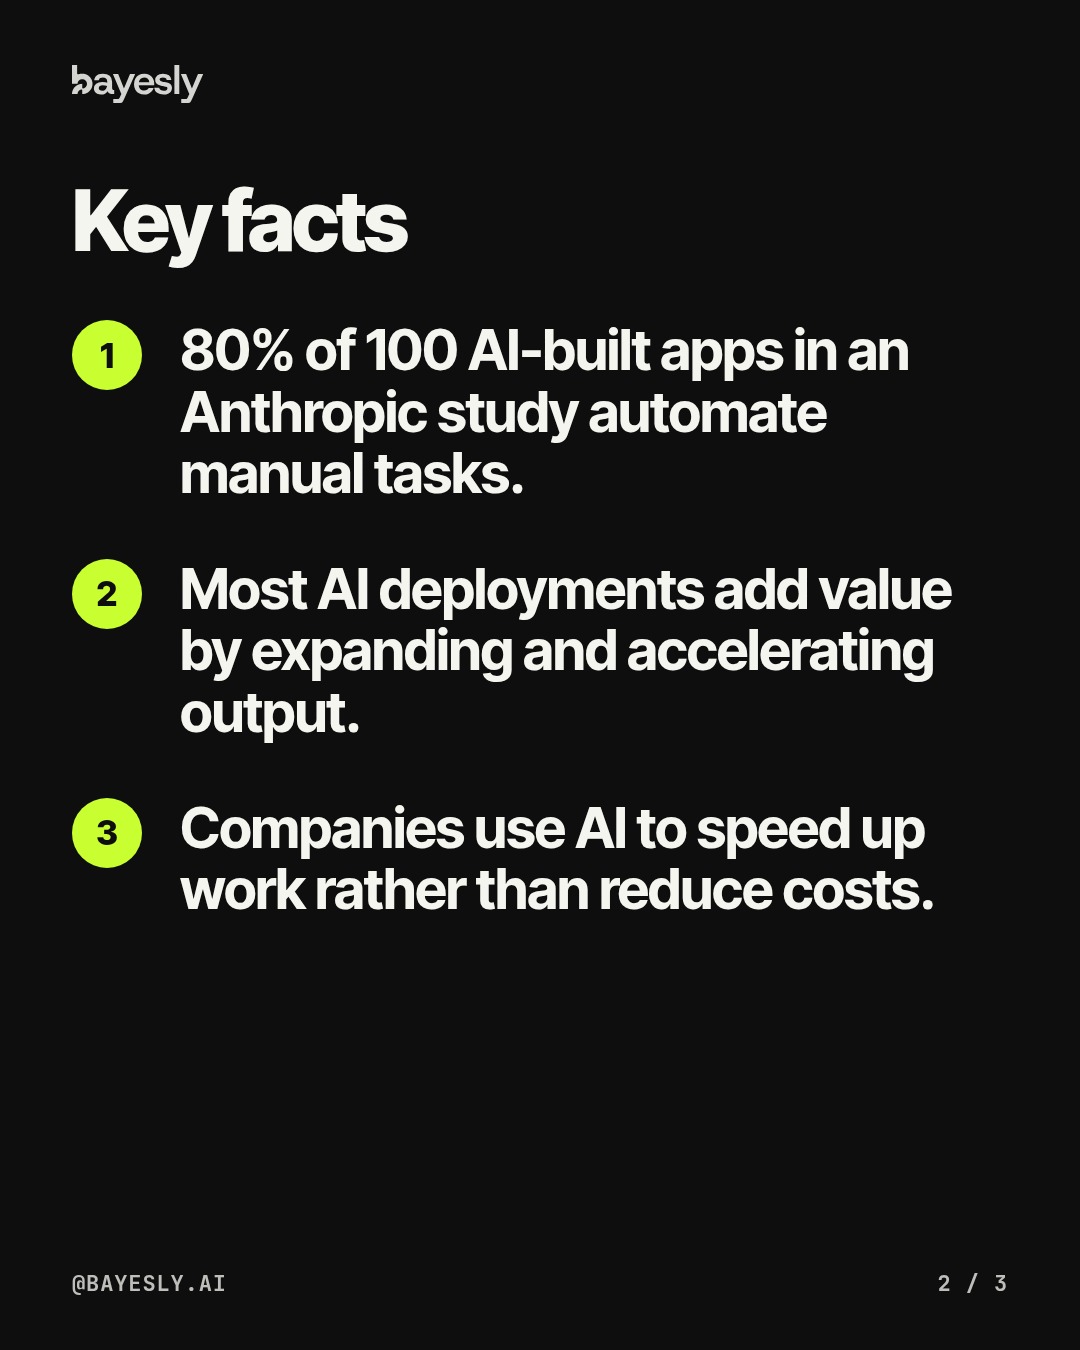 bayesly
Key facts
1
80% of 100 AI-built apps in an
Anthropic study automate
manual tasks.
2
Most AI deployments add value
by expanding and accelerating
output.
3
Companies use AI to speed up
work rather than reduce costs.
@BAYESLY.AI
2 / 3